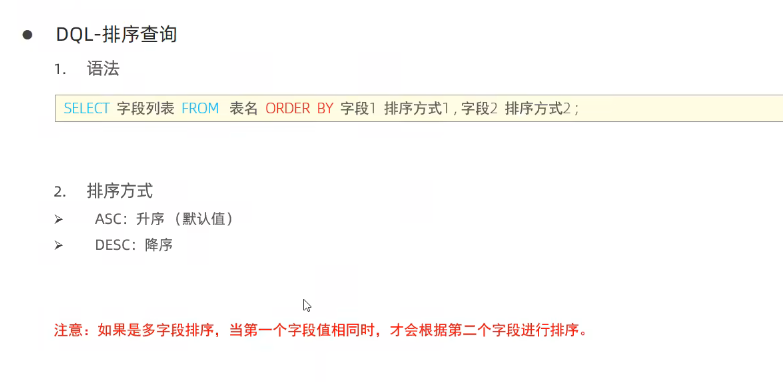 ● DQL-排序查询
1. 语法
SELECT 字段列表 FROM 表名 ORDER BY 字段1 排序方式1 , 字段2 排序方式2 ;
2. 排序方式
➢ ASC：升序（默认值）
➢ DESC：降序
注意：如果是多字段排序，当第一个字段值相同时，才会根据第二个字段进行排序。